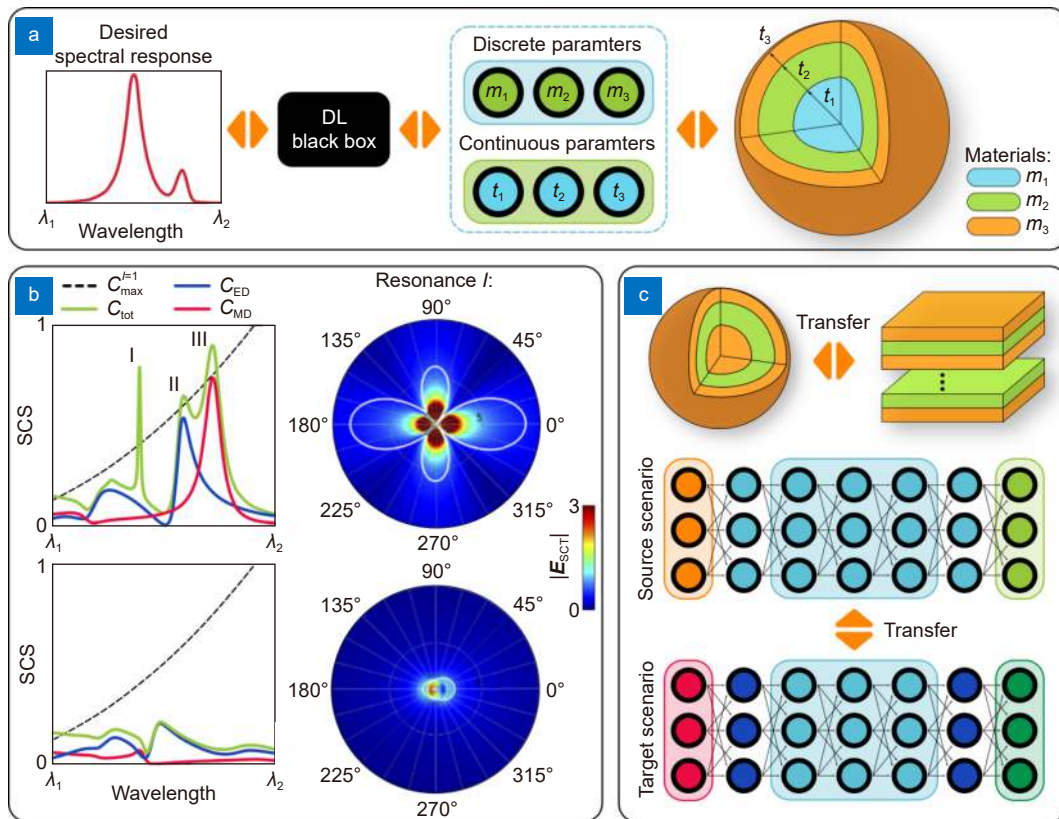 a
Desired
spectral response
λ1
λ2
Wavelength
DL
black box
Discrete paramters
m1 m2 m3
Continuous paramters
t1 t2 t3
t3
t2
t1
Materials:
m1
m2
m3
b
C^{l=1}_max
C_ED
C_tot
C_MD
1
I
II
III
SCS
0
λ1
λ2
1
SCS
0
λ1
λ2
Wavelength
Resonance I:
90°
135° 45°
180° 0°
225° 315°
270°
3
|E_SCT|
0
90°
135° 45°
180° 0°
225° 315°
270°
c
Transfer
Source scenario
Transfer
Target scenario